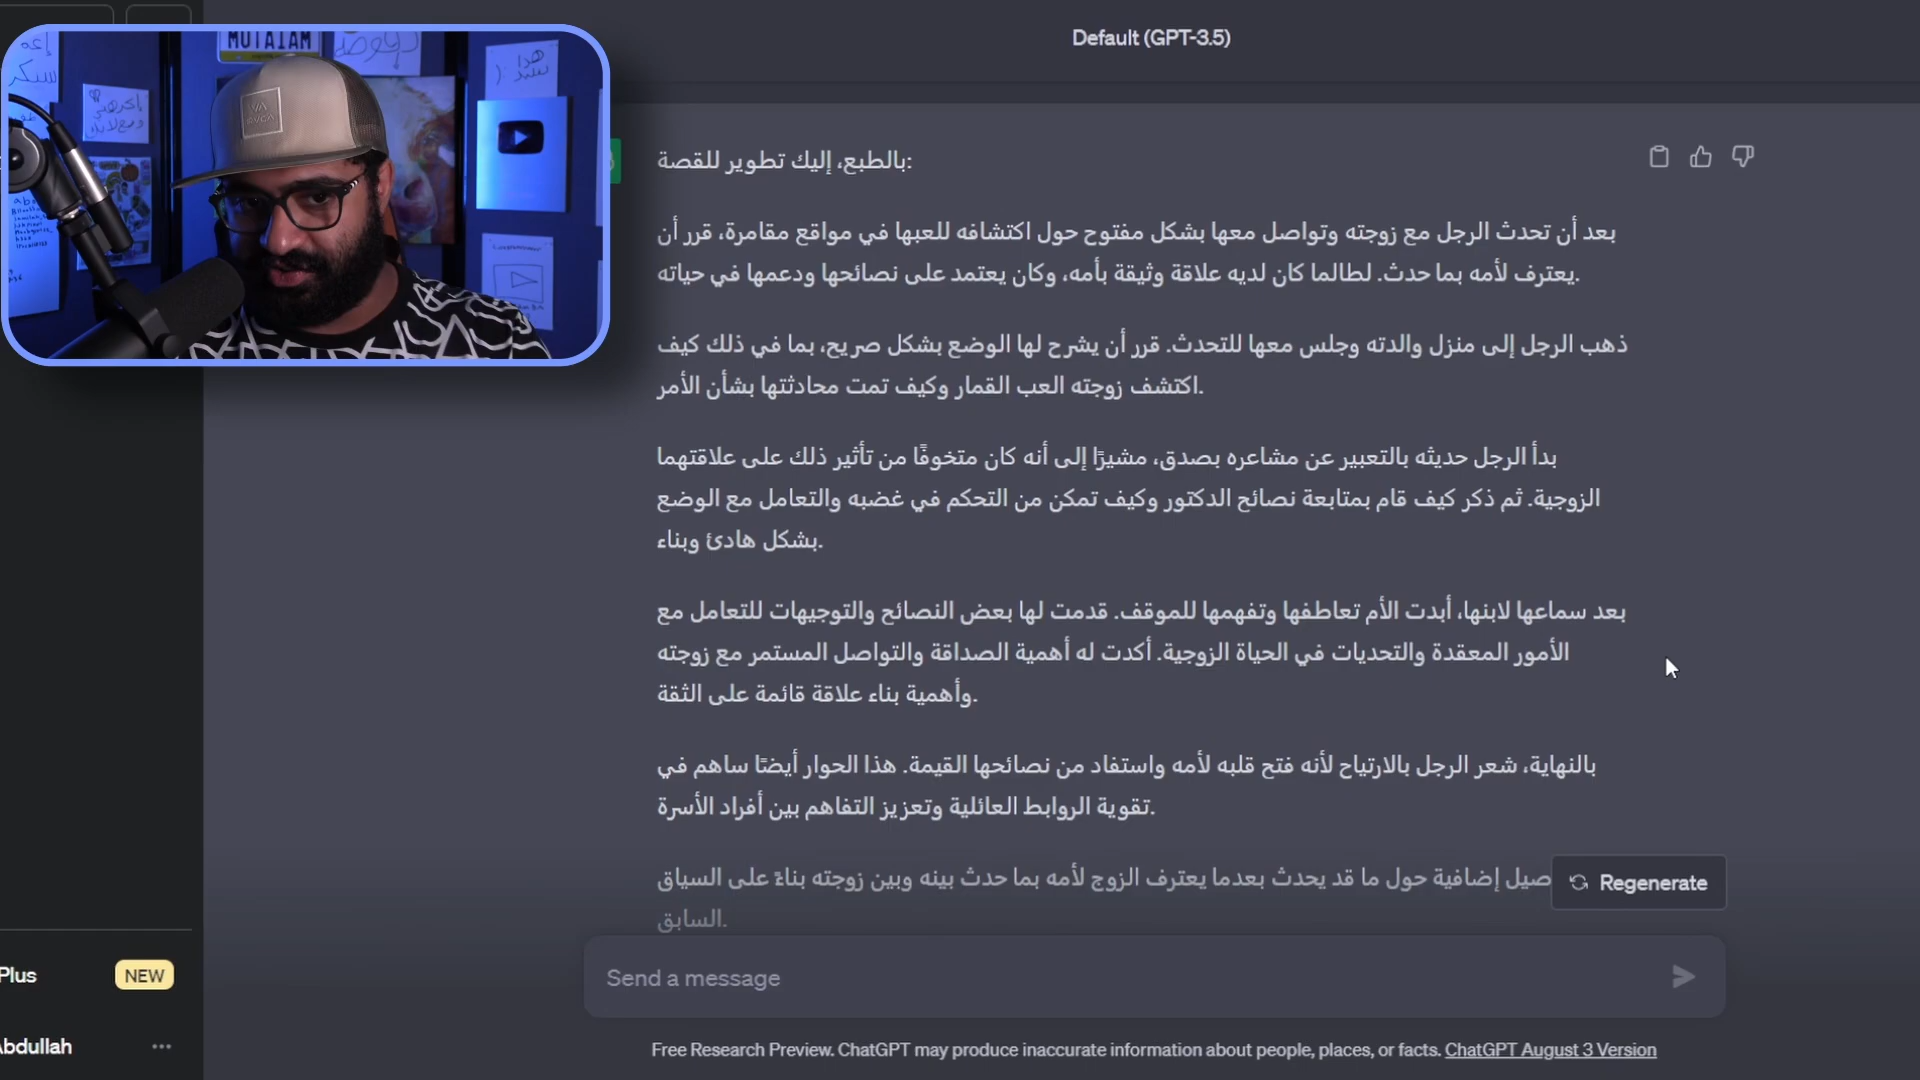 MUTAIAM
هدا
Default (GPT-3.5)
بالطبع، إليك تطوير للقصة:
بعد أن تحدث الرجل مع زوجته وتواصل معها بشكل مفتوح حول اكتشافه للعبها في مواقع مقامرة، قرر أن
يعترف لأمه بما حدث. لطالما كان لديه علاقة وثيقة بأمه، وكان يعتمد على نصائحها ودعمها في حياته.
ذهب الرجل إلى منزل والدته وجلس معها للتحدث. قرر أن يشرح لها الوضع بشكل صريح، بما في ذلك كيف
اكتشف زوجته العب القمار وكيف تمت محادثتها بشأن الأمر.
بدأ الرجل حديثه بالتعبير عن مشاعره بصدق، مشيرًا إلى أنه كان متخوفًا من تأثير ذلك على علاقتهما
الزوجية. ثم ذكر كيف قام بمتابعة نصائح الدكتور وكيف تمكن من التحكم في غضبه والتعامل مع الوضع
بشكل هادئ وبناء.
بعد سماعها لابنها، أبدت الأم تعاطفها وتفهمها للموقف. قدمت لها بعض النصائح والتوجيهات للتعامل مع
الأمور المعقدة والتحديات في الحياة الزوجية. أكدت له أهمية الصداقة والتواصل المستمر مع زوجته
وأهمية بناء علاقة قائمة على الثقة.
بالنهاية، شعر الرجل بالارتياح لأنه فتح قلبه لأمه واستفاد من نصائحها القيمة. هذا الحوار أيضًا ساهم في
تقوية الروابط العائلية وتعزيز التفاهم بين أفراد الأسرة.
صيل إضافية حول ما قد يحدث بعدما يعترف الزوج لأمه بما حدث بينه وبين زوجته بناءً على السياق
السابق.
Regenerate
Send a message
Plus NEW
Abdullah
Free Research Preview. ChatGPT may produce inaccurate information about people, places, or facts. ChatGPT August 3 Version